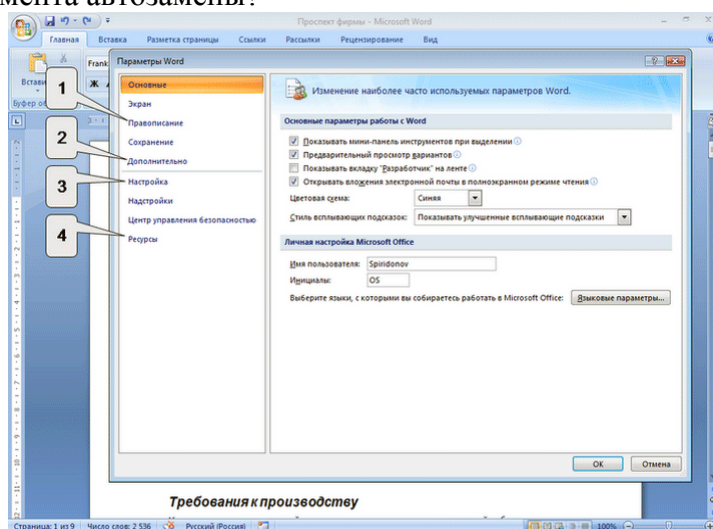 мента автозамены?
Проспект фирмы - Microsoft Word
Главная Вставка Разметка страницы Ссылки Рассылки Рецензирование Вид
Frank
Ж
Параметры Word
1
2
3
4
Основные
Экран
Правописание
Сохранение
Дополнительно
Настройка
Надстройки
Центр управления безопасностью
Ресурсы
Изменение наиболее часто используемых параметров Word.
Основные параметры работы с Word
Показывать мини-панель инструментов при выделении
Предварительный просмотр вариантов
Показывать вкладку "Разработчик" на ленте
Открывать вложения электронной почты в полноэкранном режиме чтения
Цветовая схема: Синяя
Стиль всплывающих подсказок: Показывать улучшенные всплывающие подсказки
Личная настройка Microsoft Office
Имя пользователя: Spiridonov
Инициалы: OS
Выберите языки, с которыми вы собираетесь работать в Microsoft Office: Языковые параметры...
ОК Отмена
Требования к производству
Страница: 1 из 9 Число слов: 2 536 Русский (Россия) 100%